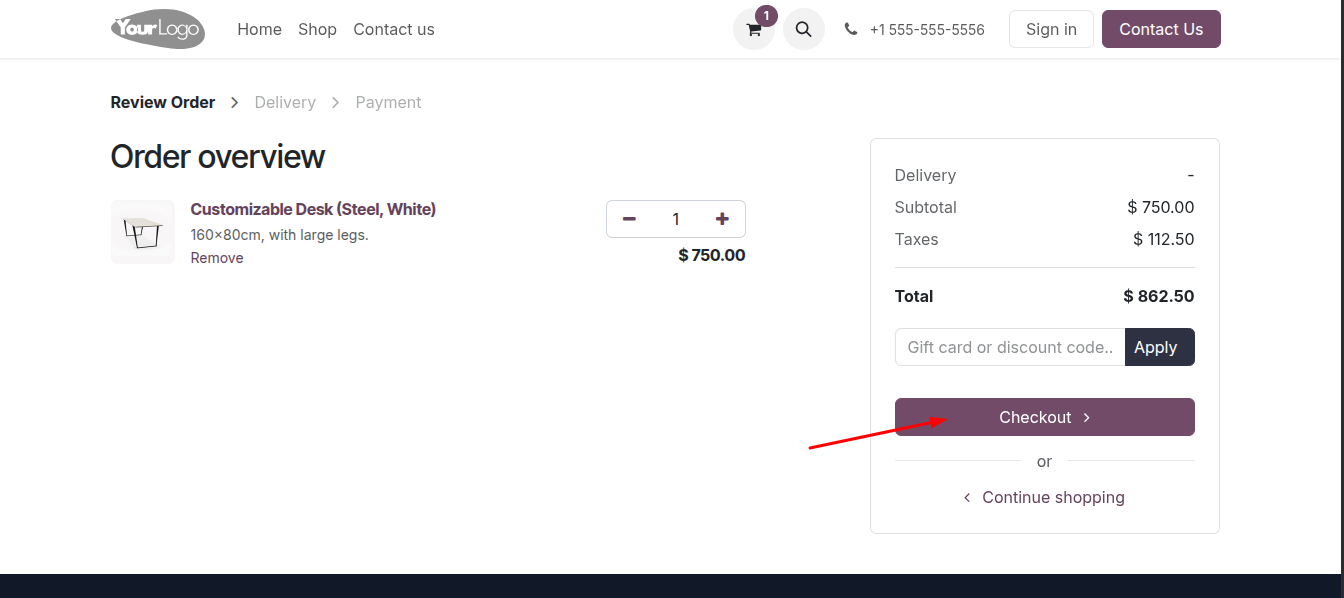 YourLogo Home Shop Contact us 1 +1 555-555-5556 Sign in Contact Us
Review Order > Delivery > Payment
Order overview
Customizable Desk (Steel, White)
160×80cm, with large legs.
Remove
1
$ 750.00
Delivery -
Subtotal $ 750.00
Taxes $ 112.50
Total $ 862.50
Gift card or discount code.. Apply
Checkout >
or
< Continue shopping